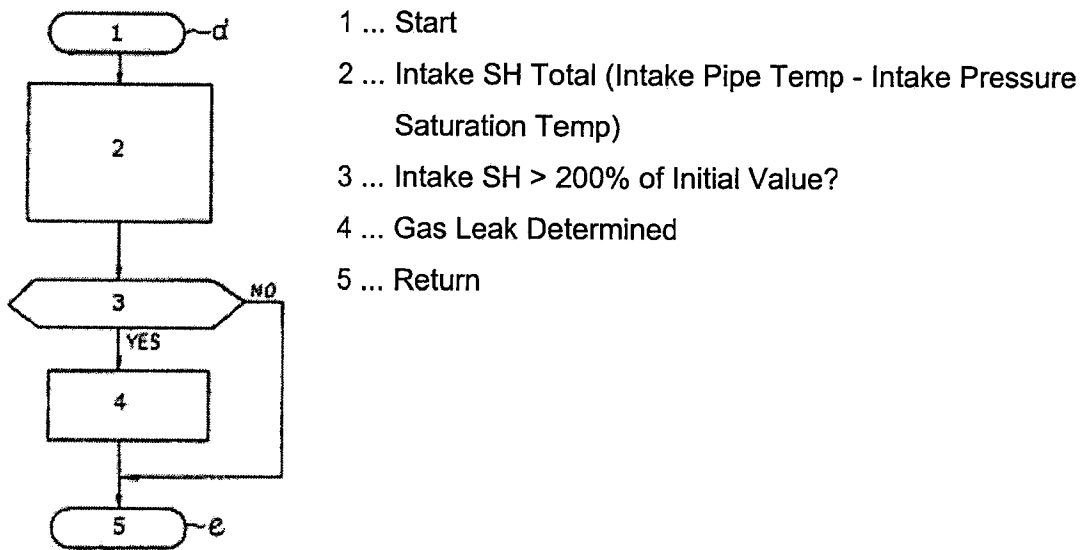 1
d
2
3
NO
YES
4
5
e
1 ... Start
2 ... Intake SH Total (Intake Pipe Temp - Intake Pressure
Saturation Temp)
3 ... Intake SH > 200% of Initial Value?
4 ... Gas Leak Determined
5 ... Return